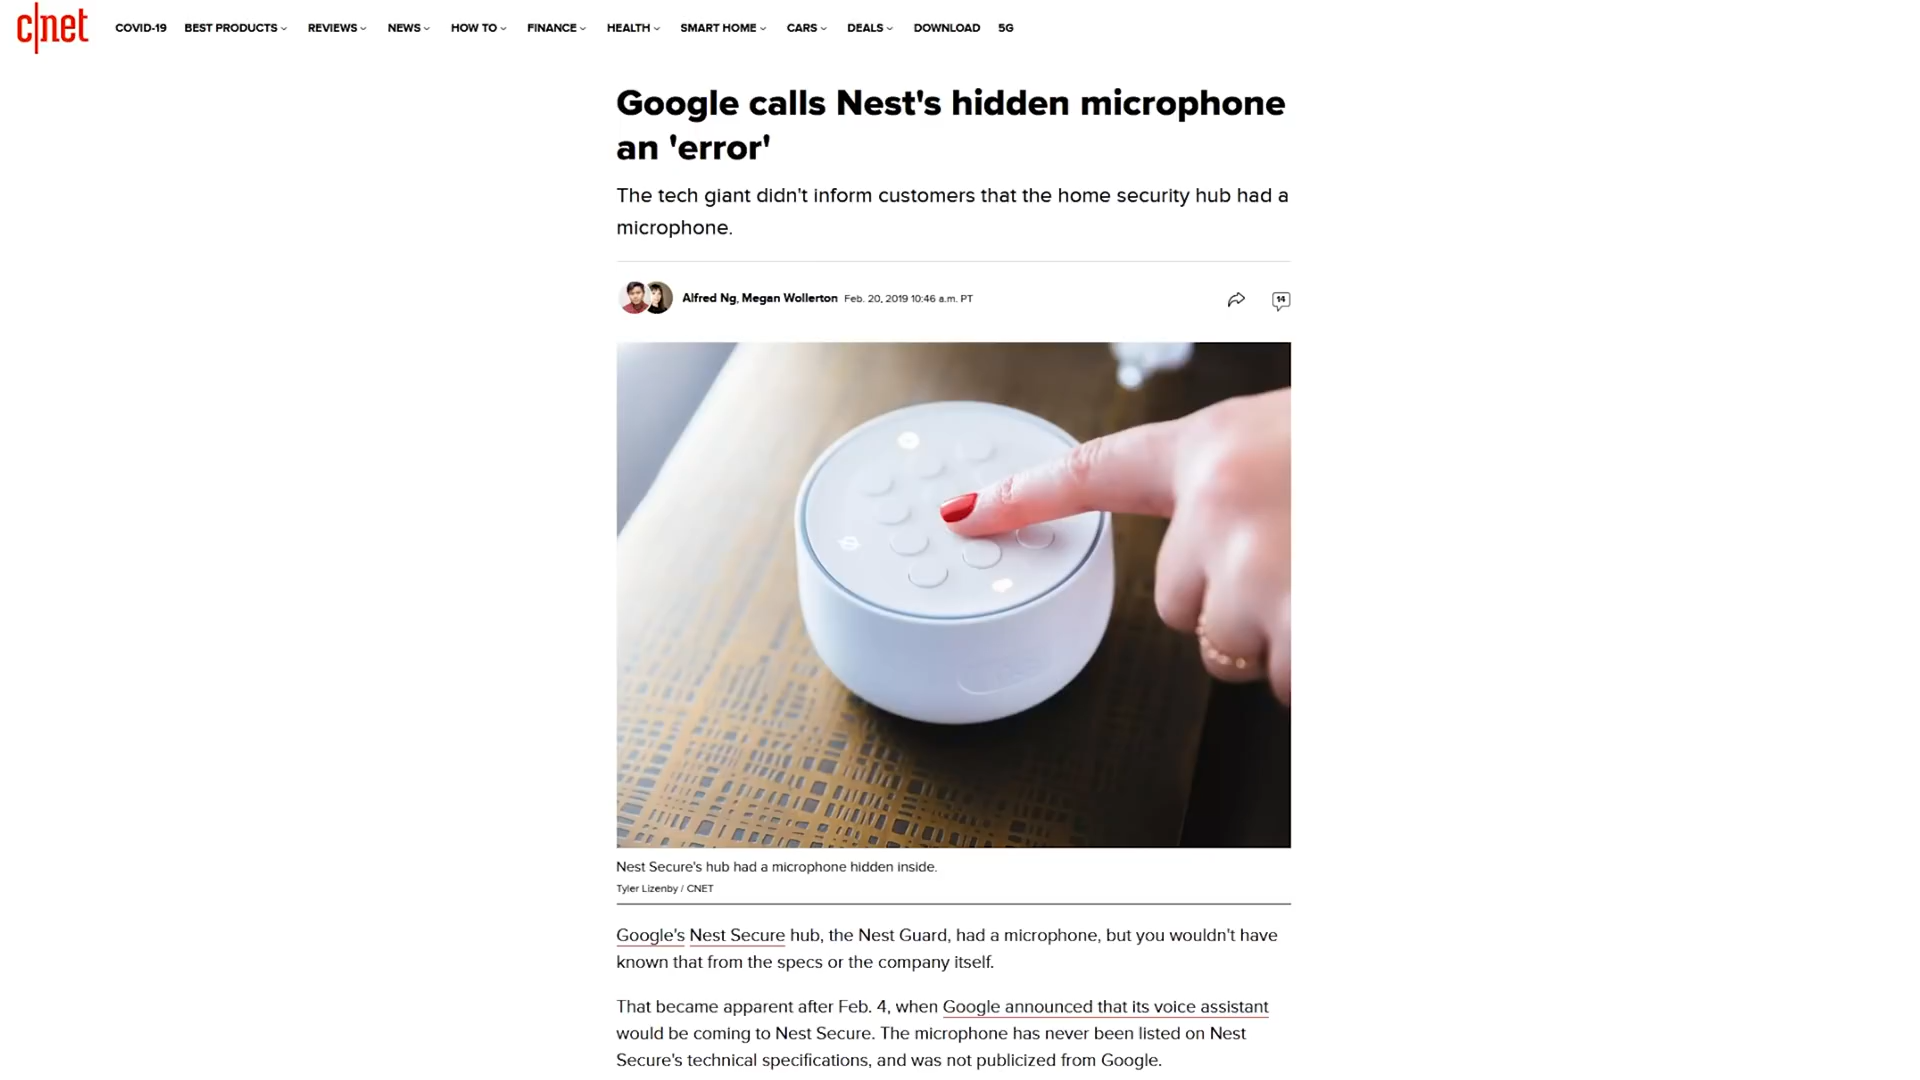 c|net
COVID-19 BEST PRODUCTS REVIEWS NEWS HOW TO FINANCE HEALTH SMART HOME CARS DEALS DOWNLOAD 5G
Google calls Nest's hidden microphone
an 'error'
The tech giant didn't inform customers that the home security hub had a
microphone.
Alfred Ng, Megan Wollerton Feb. 20, 2019 10:46 a.m. PT
14
Nest Secure's hub had a microphone hidden inside.
Tyler Lizenby / CNET
Google's Nest Secure hub, the Nest Guard, had a microphone, but you wouldn't have
known that from the specs or the company itself.
That became apparent after Feb. 4, when Google announced that its voice assistant
would be coming to Nest Secure. The microphone has never been listed on Nest
Secure's technical specifications, and was not publicized from Google.